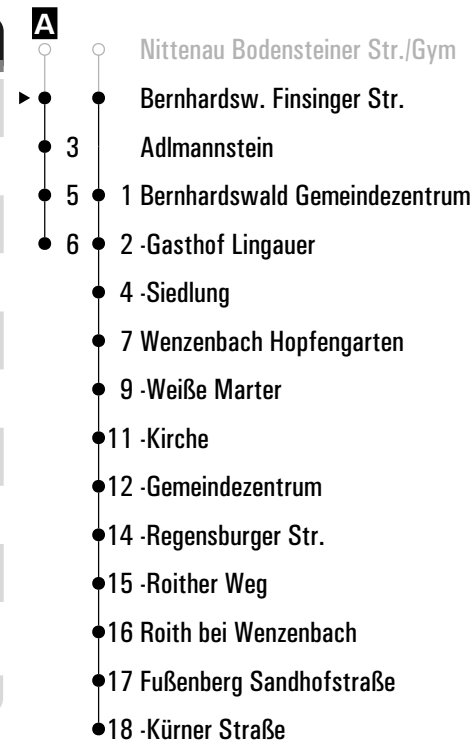 A
Nittenau Bodensteiner Str./Gym
Bernhardsw. Finsinger Str.
3 Adlmannstein
5 1 Bernhardswald Gemeindezentrum
6 2 -Gasthof Lingauer
4 -Siedlung
7 Wenzenbach Hopfengarten
9 -Weiße Marter
11 -Kirche
12 -Gemeindezentrum
14 -Regensburger Str.
15 -Roither Weg
16 Roith bei Wenzenbach
17 Fußenberg Sandhofstraße
18 -Kürner Straße